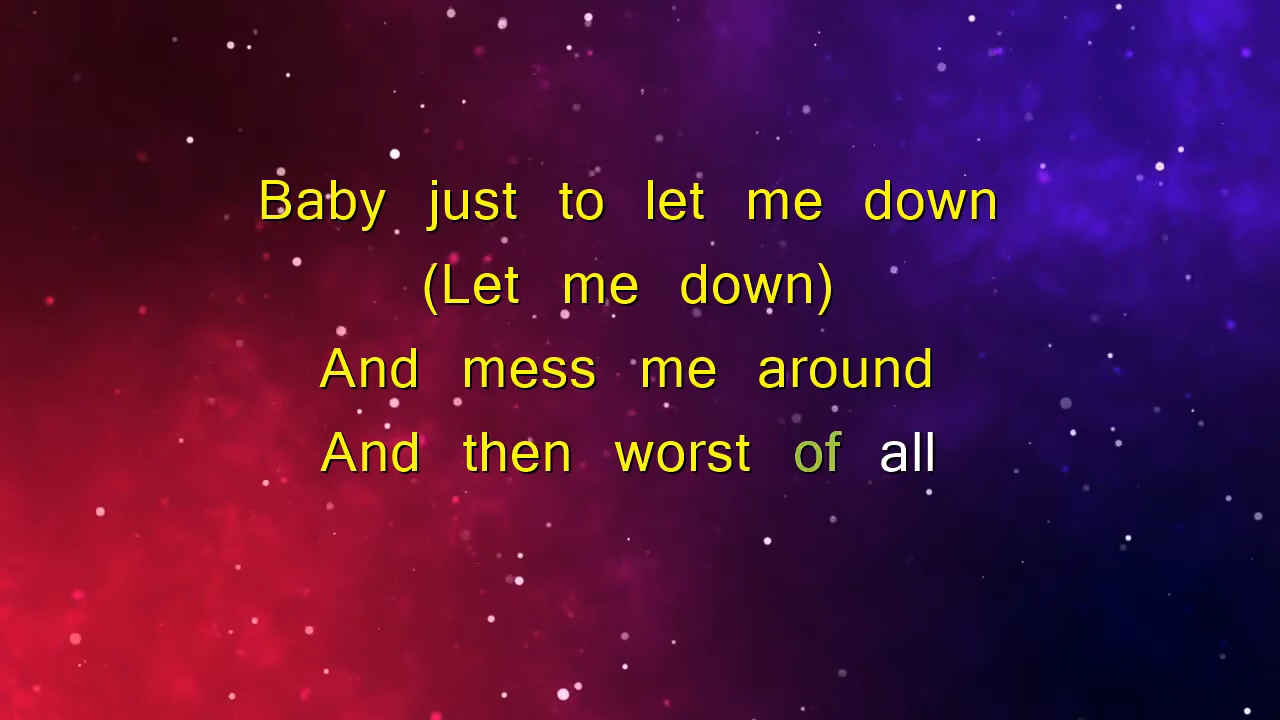 Baby just to let me down
(Let me down)
And mess me around
And then worst of all